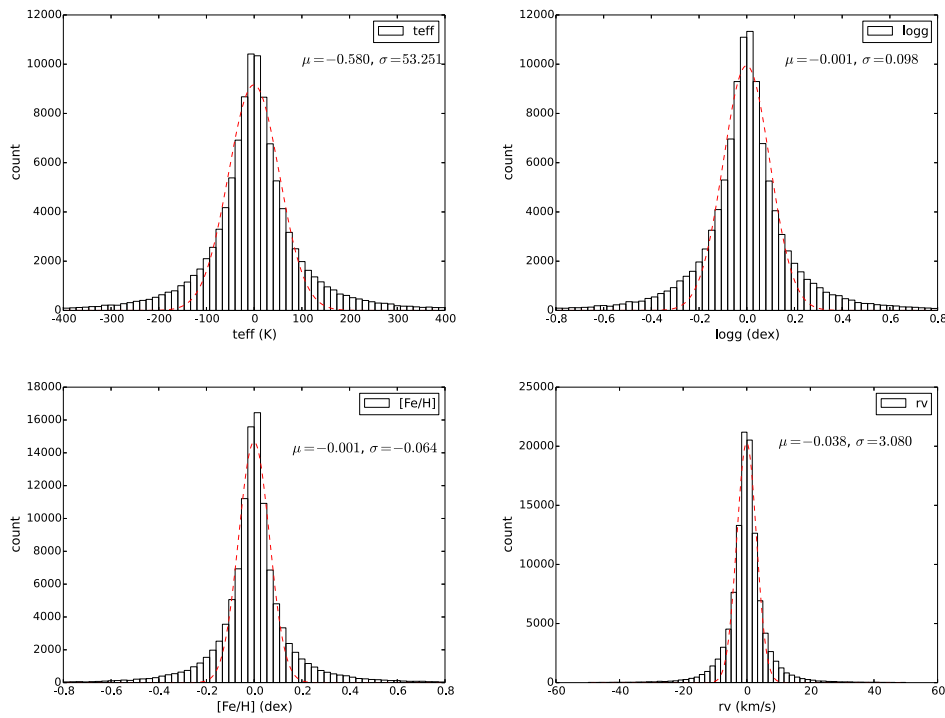 teff
μ=−0.580, σ=53.251
12000
10000
8000
6000
4000
2000
0
count
-400 -300 -200 -100 0 100 200 300 400
teff (K)
logg
μ=−0.001, σ=0.098
12000
10000
8000
6000
4000
2000
0
count
-0.8 -0.6 -0.4 -0.2 0.0 0.2 0.4 0.6 0.8
logg (dex)
[Fe/H]
μ=−0.001, σ=−0.064
18000
16000
14000
12000
10000
8000
6000
4000
2000
0
count
-0.8 -0.6 -0.4 -0.2 0.0 0.2 0.4 0.6 0.8
[Fe/H] (dex)
rv
μ=−0.038, σ=3.080
25000
20000
15000
10000
5000
0
count
-60 -40 -20 0 20 40 60
rv (km/s)